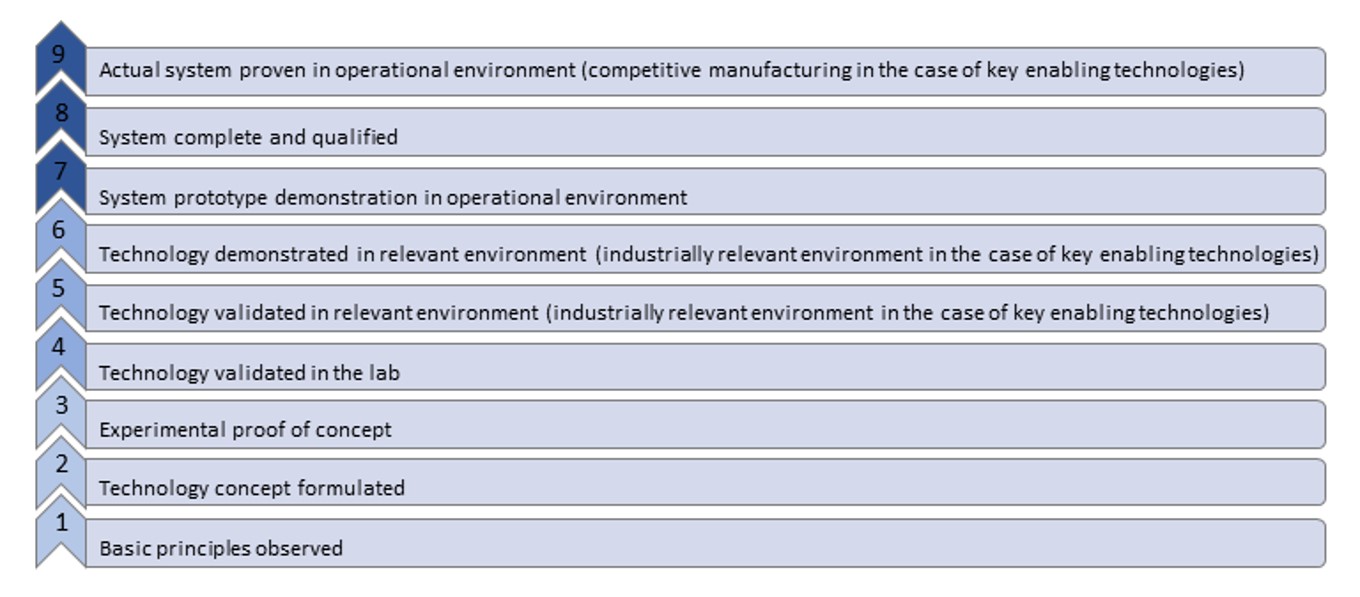 9
Actual system proven in operational environment (competitive manufacturing in the case of key enabling technologies)
8
System complete and qualified
7
System prototype demonstration in operational environment
6
Technology demonstrated in relevant environment (industrially relevant environment in the case of key enabling technologies)
5
Technology validated in relevant environment (industrially relevant environment in the case of key enabling technologies)
4
Technology validated in the lab
3
Experimental proof of concept
2
Technology concept formulated
1
Basic principles observed